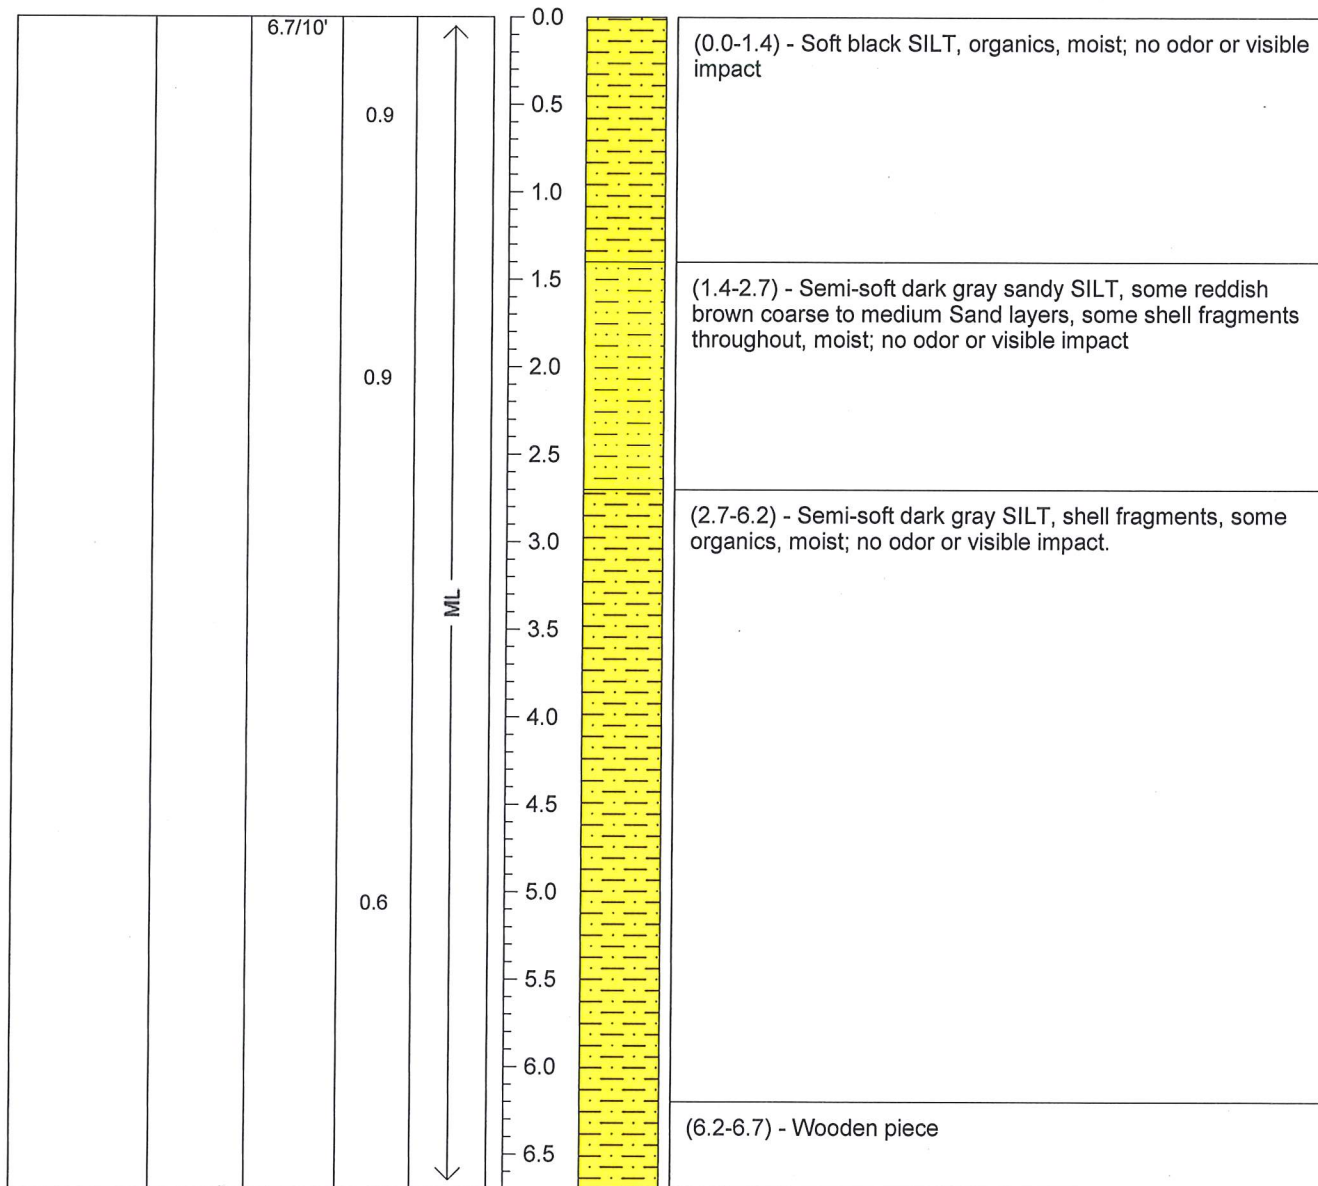 6.7/10'
0.9
0.9
0.6
ML
0.0
0.5
1.0
1.5
2.0
2.5
3.0
3.5
4.0
4.5
5.0
5.5
6.0
6.5
(0.0-1.4) - Soft black SILT, organics, moist; no odor or visible
impact
(1.4-2.7) - Semi-soft dark gray sandy SILT, some reddish
brown coarse to medium Sand layers, some shell fragments
throughout, moist; no odor or visible impact
(2.7-6.2) - Semi-soft dark gray SILT, shell fragments, some
organics, moist; no odor or visible impact.
(6.2-6.7) - Wooden piece